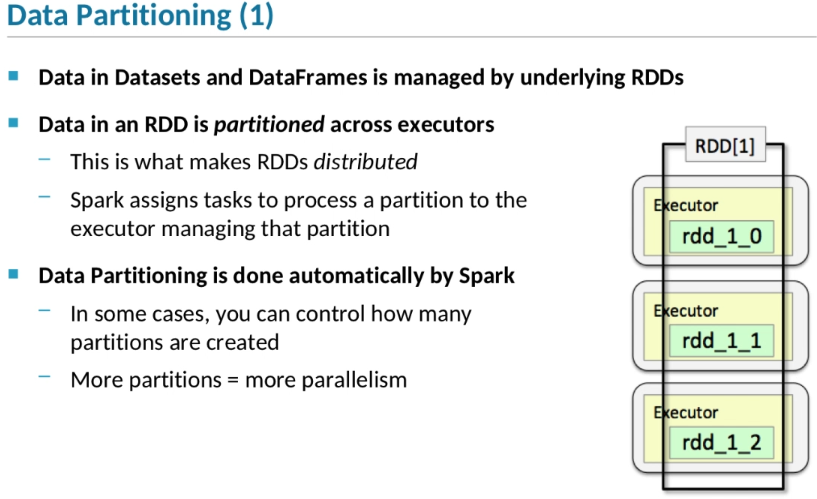 Data Partitioning (1)
Data in Datasets and DataFrames is managed by underlying RDDs
Data in an RDD is partitioned across executors
– This is what makes RDDs distributed
– Spark assigns tasks to process a partition to the
executor managing that partition
Data Partitioning is done automatically by Spark
– In some cases, you can control how many
partitions are created
– More partitions = more parallelism
RDD[1]
Executor
rdd_1_0
Executor
rdd_1_1
Executor
rdd_1_2